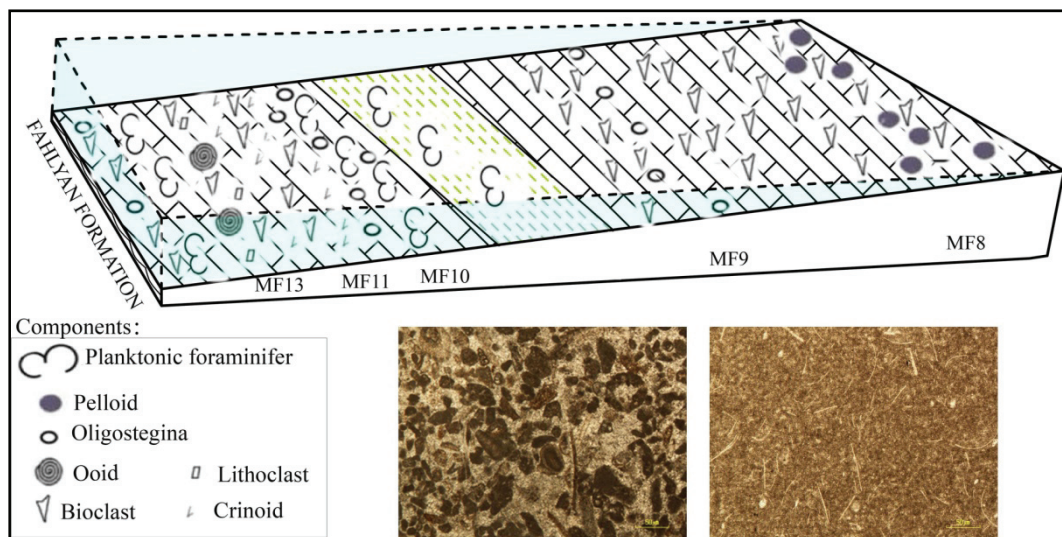 FAHLYAN FORMATION
MF13
MF11
MF10
MF9
MF8
Components:
Planktonic foraminifer
Pelloid
Oligostegina
Ooid
Lithoclast
Bioclast
Crinoid